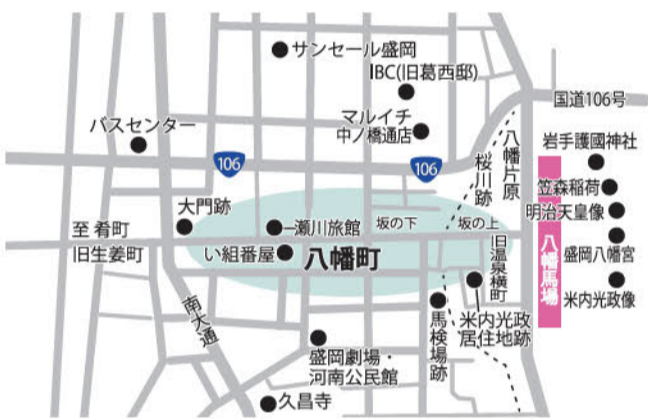 サンセール盛岡
IBC(旧葛西邸)
国道106号
マルイチ
中ノ橋通店
バスセンター
八幡片原
桜川跡
岩手護國神社
106
106
笠森稲荷
大門跡
明治天皇像
至 肴町
瀬川旅館
坂の下
坂の上
旧生姜町
い組番屋
八幡町
旧温泉横町
八幡馬場
盛岡八幡宮
米内光政像
南大通
馬検場跡
米内光政
居住地跡
盛岡劇場・
河南公民館
久昌寺